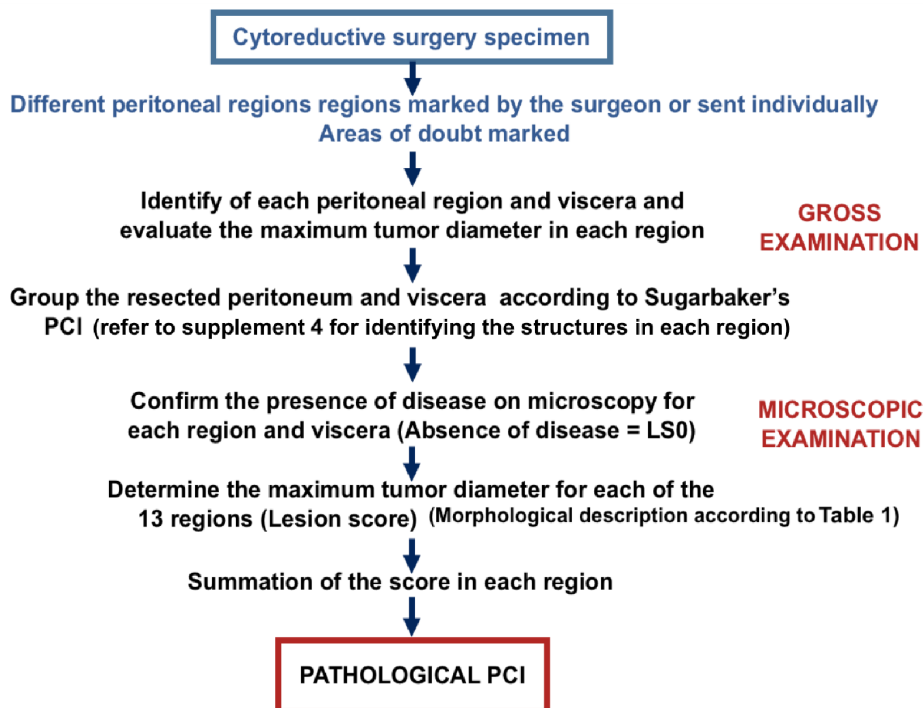 Cytoreductive surgery specimen
Different peritoneal regions regions marked by the surgeon or sent individually
Areas of doubt marked
Identify of each peritoneal region and viscera and
evaluate the maximum tumor diameter in each region
GROSS
EXAMINATION
Group the resected peritoneum and viscera according to Sugarbaker's
PCI (refer to supplement 4 for identifying the structures in each region)
Confirm the presence of disease on microscopy for
each region and viscera (Absence of disease = LS0)
MICROSCOPIC
EXAMINATION
Determine the maximum tumor diameter for each of the
13 regions (Lesion score) (Morphological description according to Table 1)
Summation of the score in each region
PATHOLOGICAL PCI